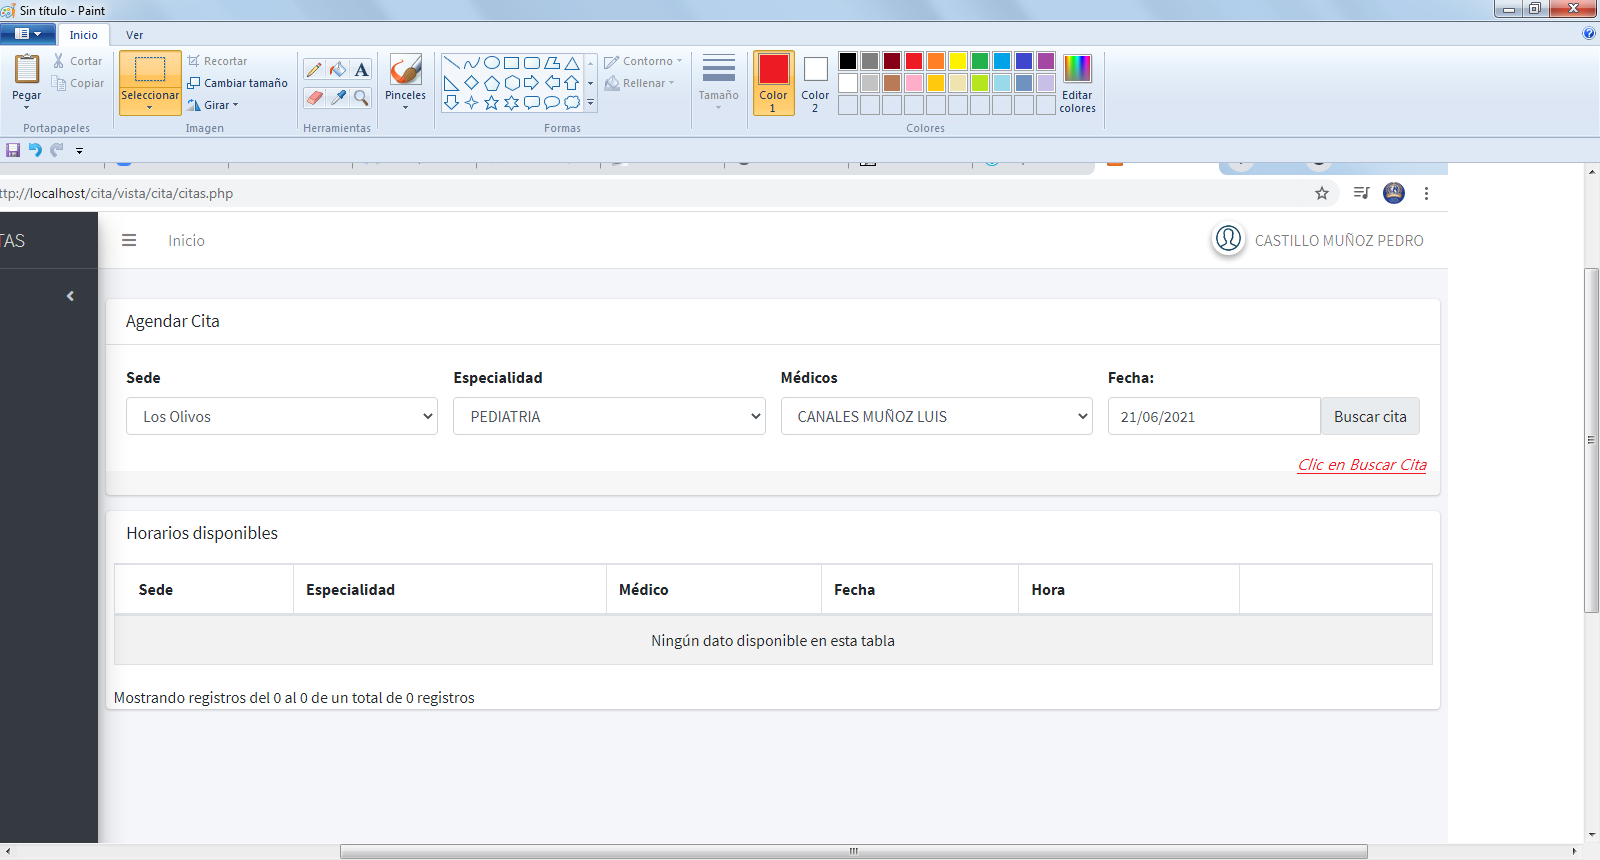 Sin título - Paint
Inicio
Ver
Pegar
Cortar
Copiar
Portapapeles
Seleccionar
Recortar
Cambiar tamaño
Girar
Imagen
A
Herramientas
Pinceles
Contorno
Rellenar
Formas
Tamaño
Color 1
Color 2
Editar colores
Colores
ttp://localhost/cita/vista/cita/citas.php
TAS
Inicio
CASTILLO MUÑOZ PEDRO
Agendar Cita
Sede
Especialidad
Médicos
Fecha:
Los Olivos
PEDIATRIA
CANALES MUÑOZ LUIS
21/06/2021
Buscar cita
Clic en Buscar Cita
Horarios disponibles
Sede
Especialidad
Médico
Fecha
Hora
Ningún dato disponible en esta tabla
Mostrando registros del 0 al 0 de un total de 0 registros